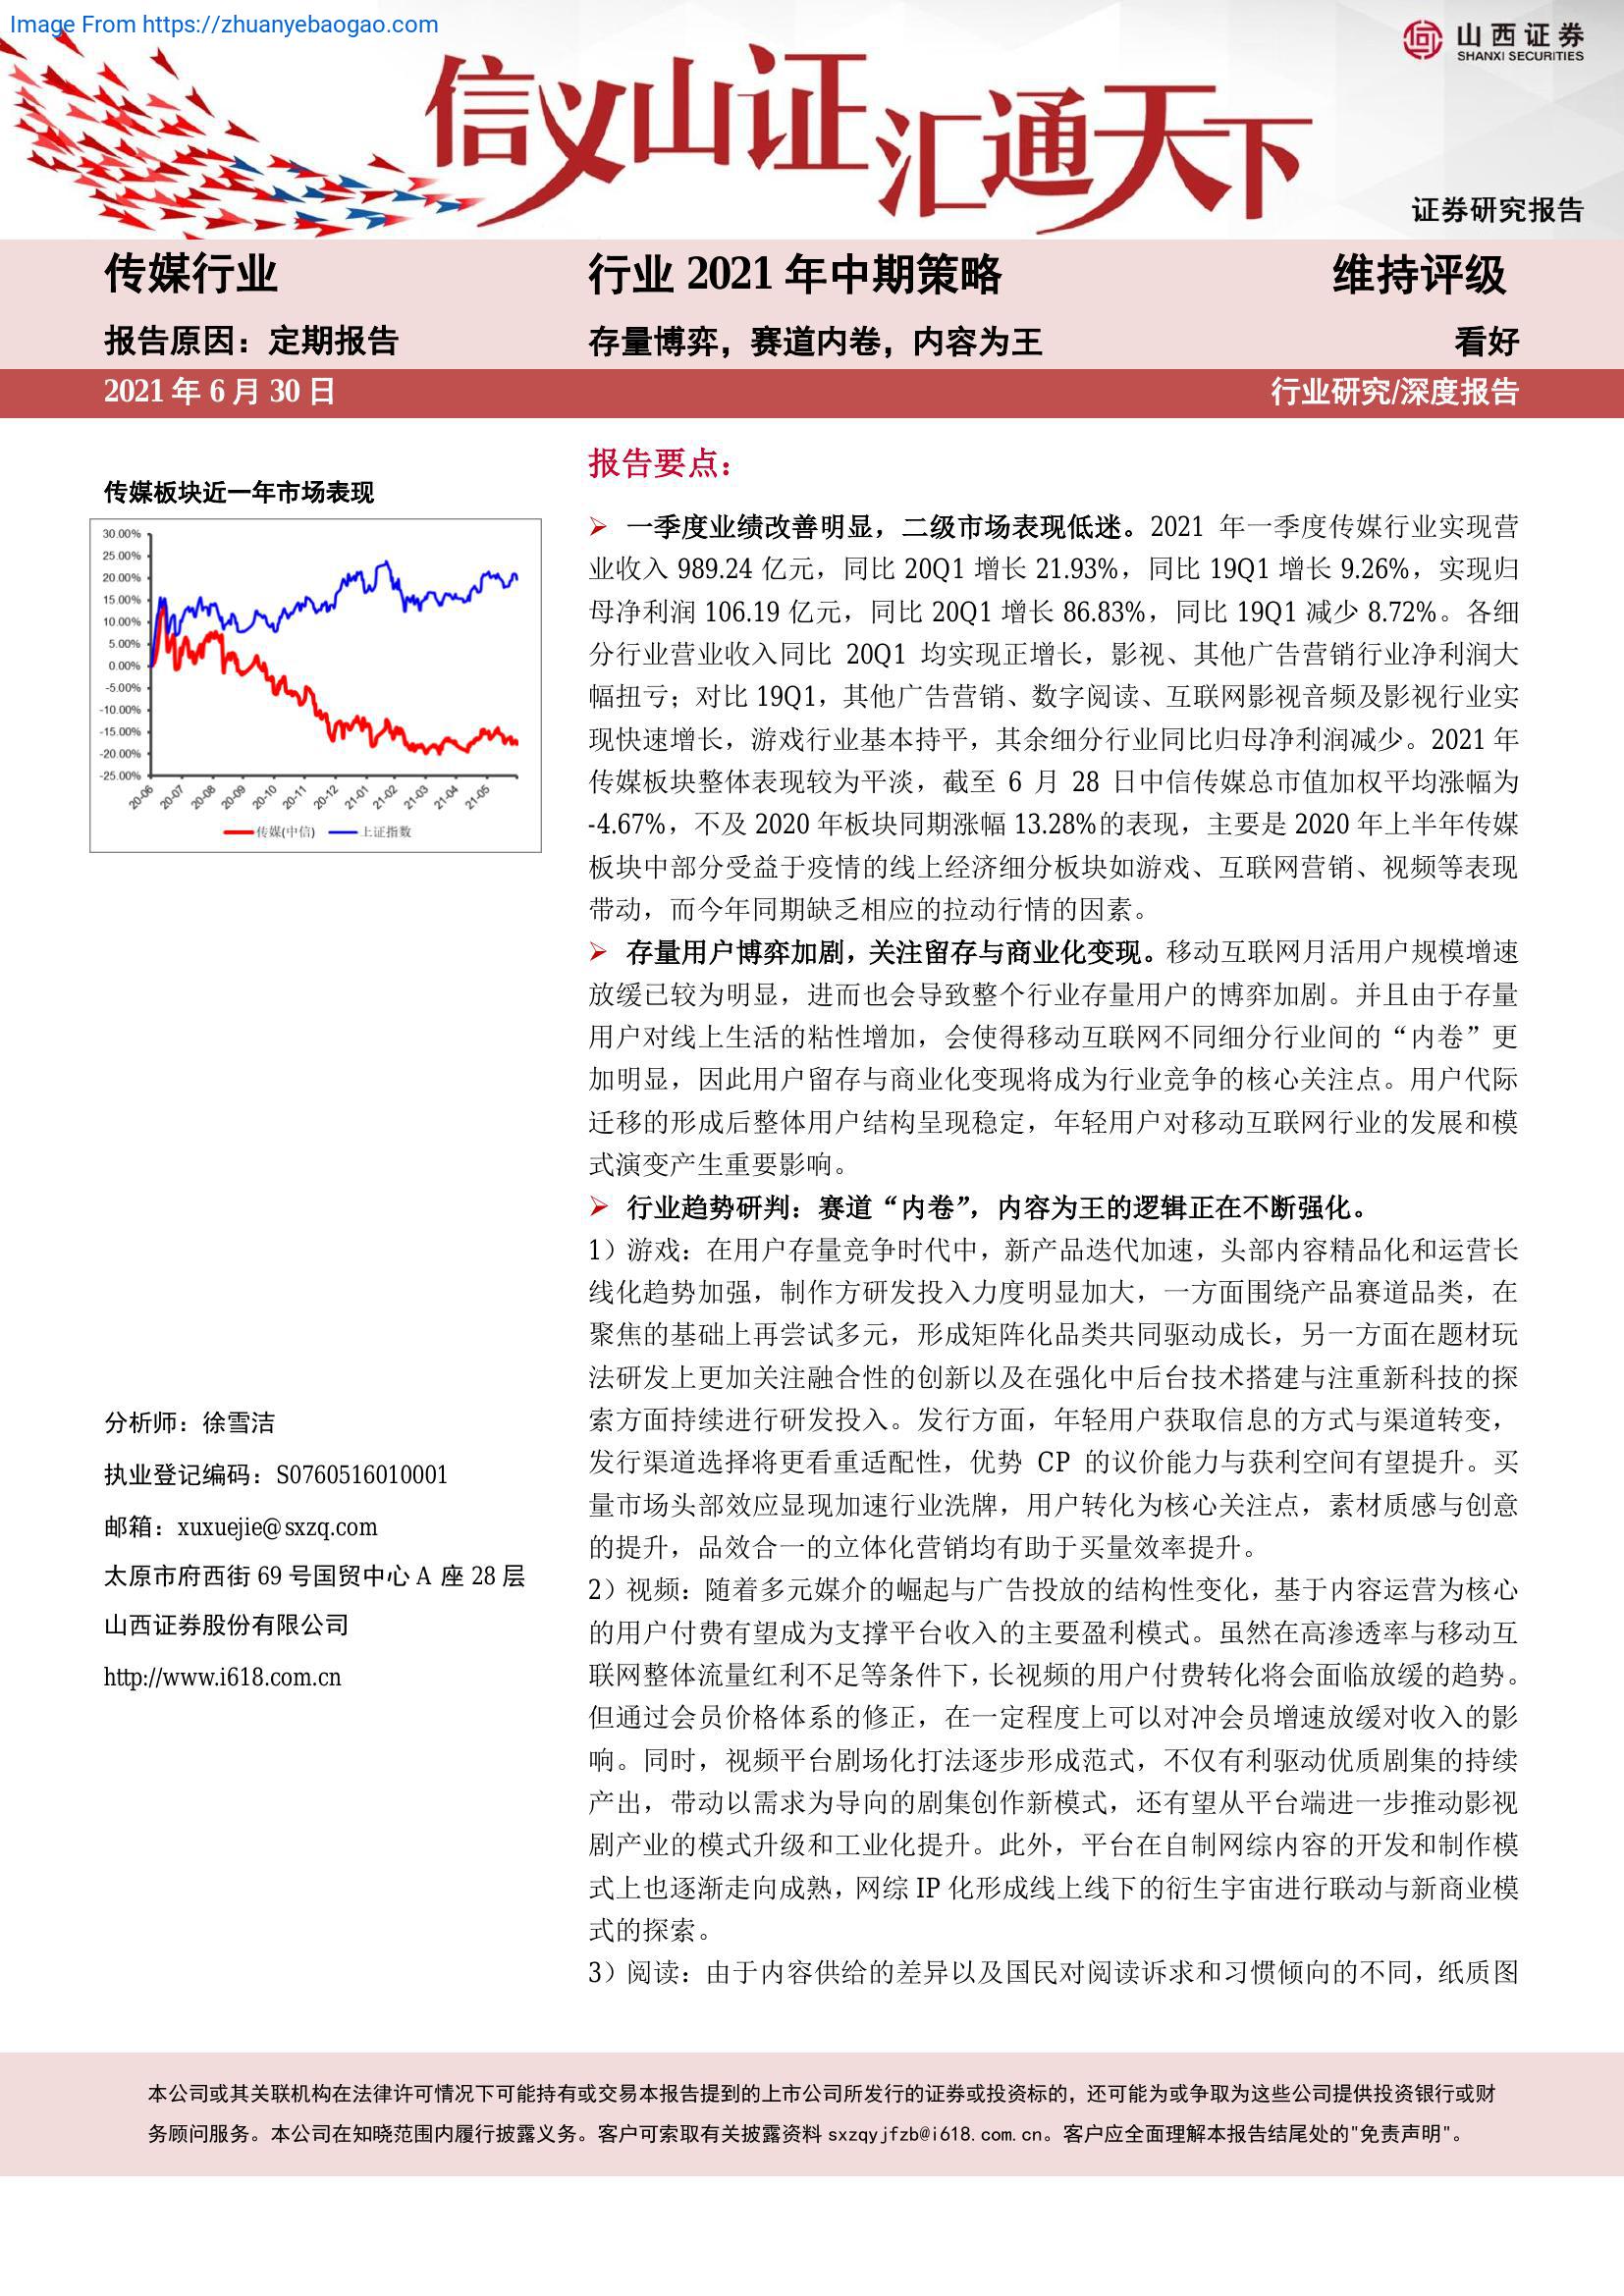 Image From https://zhuanyebaogao.com
山西证券
SHANXI SECURITIES
信义山证汇通天下
证券研究报告
传媒行业
行业 2021 年中期策略
维持评级
报告原因：定期报告
存量博弈，赛道内卷，内容为王
看好
2021 年 6 月 30 日
行业研究/深度报告
传媒板块近一年市场表现
30.00%
25.00%
20.00%
15.00%
10.00%
5.00%
0.00%
-5.00%
-10.00%
-15.00%
-20.00%
-25.00%
20-06 20-07 20-08 20-09 20-10 20-11 20-12 21-01 21-02 21-03 21-04 21-05
传媒(中信) 上证指数
分析师：徐雪洁
执业登记编码：S0760516010001
邮箱：xuxuejie@sxzq.com
太原市府西街 69 号国贸中心 A 座 28 层
山西证券股份有限公司
http://www.i618.com.cn
报告要点：
➢ 一季度业绩改善明显，二级市场表现低迷。2021 年一季度传媒行业实现营
业收入 989.24 亿元，同比 20Q1 增长 21.93%，同比 19Q1 增长 9.26%，实现归
母净利润 106.19 亿元，同比 20Q1 增长 86.83%，同比 19Q1 减少 8.72%。各细
分行业营业收入同比 20Q1 均实现正增长，影视、其他广告营销行业净利润大
幅扭亏；对比 19Q1，其他广告营销、数字阅读、互联网影视音频及影视行业实
现快速增长，游戏行业基本持平，其余细分行业同比归母净利润减少。2021 年
传媒板块整体表现较为平淡，截至 6 月 28 日中信传媒总市值加权平均涨幅为
-4.67%，不及 2020 年板块同期涨幅 13.28%的表现，主要是 2020 年上半年传媒
板块中部分受益于疫情的线上经济细分板块如游戏、互联网营销、视频等表现
带动，而今年同期缺乏相应的拉动行情的因素。
➢ 存量用户博弈加剧，关注留存与商业化变现。移动互联网月活用户规模增速
放缓已较为明显，进而也会导致整个行业存量用户的博弈加剧。并且由于存量
用户对线上生活的粘性增加，会使得移动互联网不同细分行业间的“内卷”更
加明显，因此用户留存与商业化变现将成为行业竞争的核心关注点。用户代际
迁移的形成后整体用户结构呈现稳定，年轻用户对移动互联网行业的发展和模
式演变产生重要影响。
➢ 行业趋势研判：赛道“内卷”，内容为王的逻辑正在不断强化。
1）游戏：在用户存量竞争时代中，新产品迭代加速，头部内容精品化和运营长
线化趋势加强，制作方研发投入力度明显加大，一方面围绕产品赛道品类，在
聚焦的基础上再尝试多元，形成矩阵化品类共同驱动成长，另一方面在题材玩
法研发上更加关注融合性的创新以及在强化中后台技术搭建与注重新科技的探
索方面持续进行研发投入。发行方面，年轻用户获取信息的方式与渠道转变，
发行渠道选择将更看重适配性，优势 CP 的议价能力与获利空间有望提升。买
量市场头部效应显现加速行业洗牌，用户转化为核心关注点，素材质感与创意
的提升，品效合一的立体化营销均有助于买量效率提升。
2）视频：随着多元媒介的崛起与广告投放的结构性变化，基于内容运营为核心
的用户付费有望成为支撑平台收入的主要盈利模式。虽然在高渗透率与移动互
联网整体流量红利不足等条件下，长视频的用户付费转化将会面临放缓的趋势。
但通过会员价格体系的修正，在一定程度上可以对冲会员增速放缓对收入的影
响。同时，视频平台剧场化打法逐步形成范式，不仅有利驱动优质剧集的持续
产出，带动以需求为导向的剧集创作新模式，还有望从平台端进一步推动影视
剧产业的模式升级和工业化提升。此外，平台在自制网综内容的开发和制作模
式上也逐渐走向成熟，网综 IP 化形成线上线下的衍生宇宙进行联动与新商业模
式的探索。
3）阅读：由于内容供给的差异以及国民对阅读诉求和习惯倾向的不同，纸质图
本公司或其关联机构在法律许可情况下可能持有或交易本报告提到的上市公司所发行的证券或投资标的，还可能为或争取为这些公司提供投资银行或财
务顾问服务。本公司在知晓范围内履行披露义务。客户可索取有关披露资料 sxzqyjfzb@i618.com.cn。客户应全面理解本报告结尾处的"免责声明"。